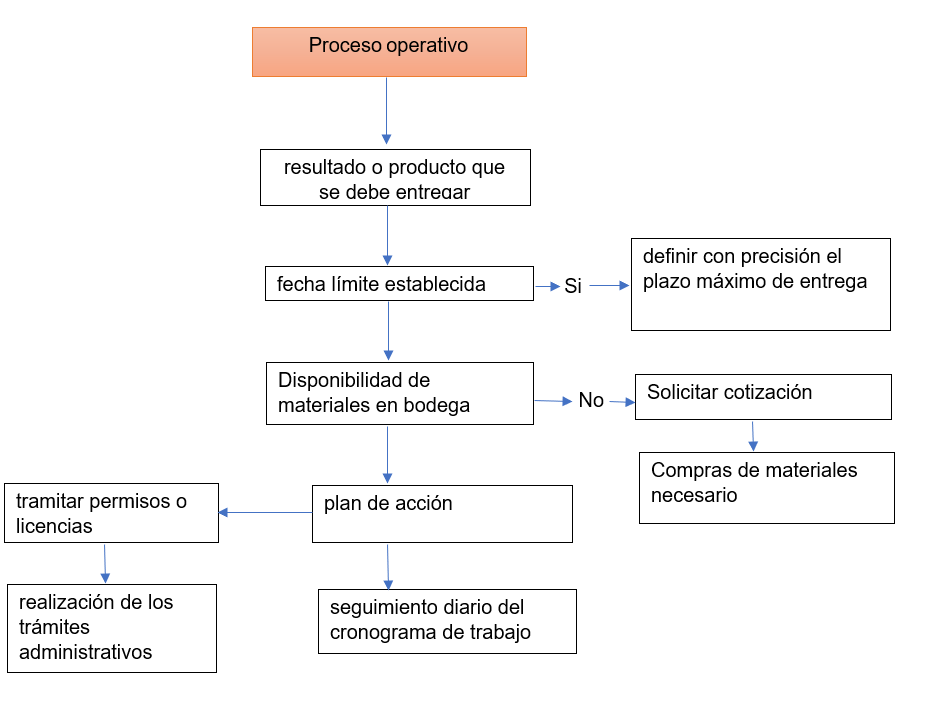 Proceso operativo
resultado o producto que
se debe entregar
fecha límite establecida
Si
definir con precisión el
plazo máximo de entrega
Disponibilidad de
materiales en bodega
No
Solicitar cotización
Compras de materiales
necesario
plan de acción
tramitar permisos o
licencias
realización de los
trámites
administrativos
seguimiento diario del
cronograma de trabajo